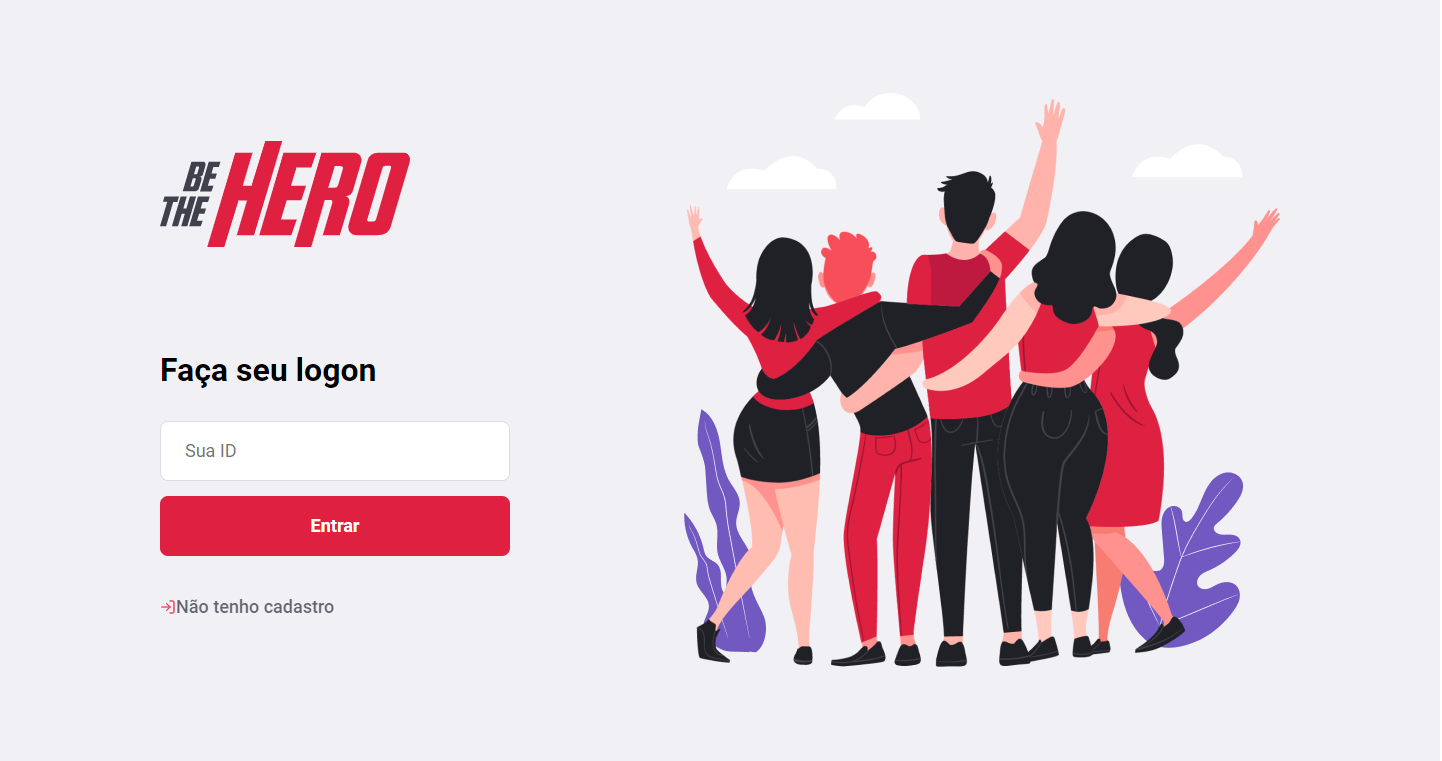 BE
THE HERO
Faça seu logon
Sua ID
Entrar
Não tenho cadastro